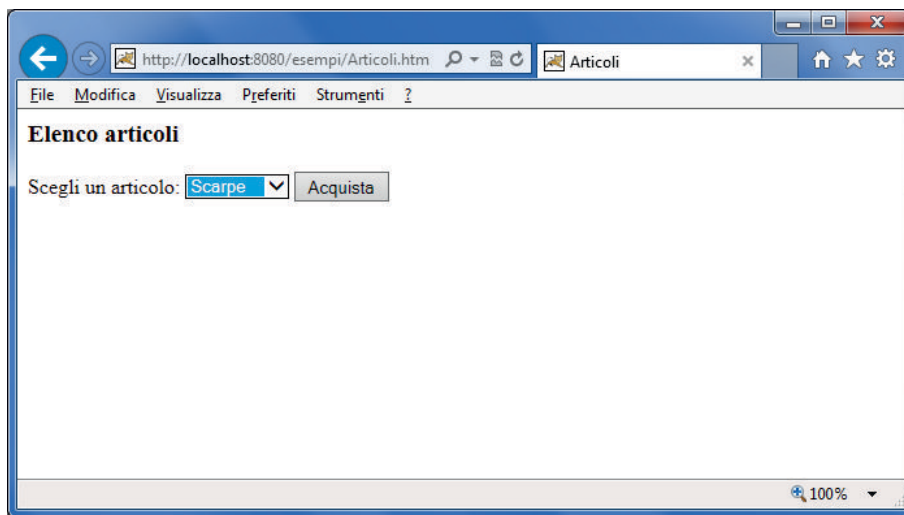 http://localhost:8080/esempi/Articoli.htm
Articoli
File Modifica Visualizza Preferiti Strumenti ?
Elenco articoli
Scegli un articolo: Scarpe Acquista
100%